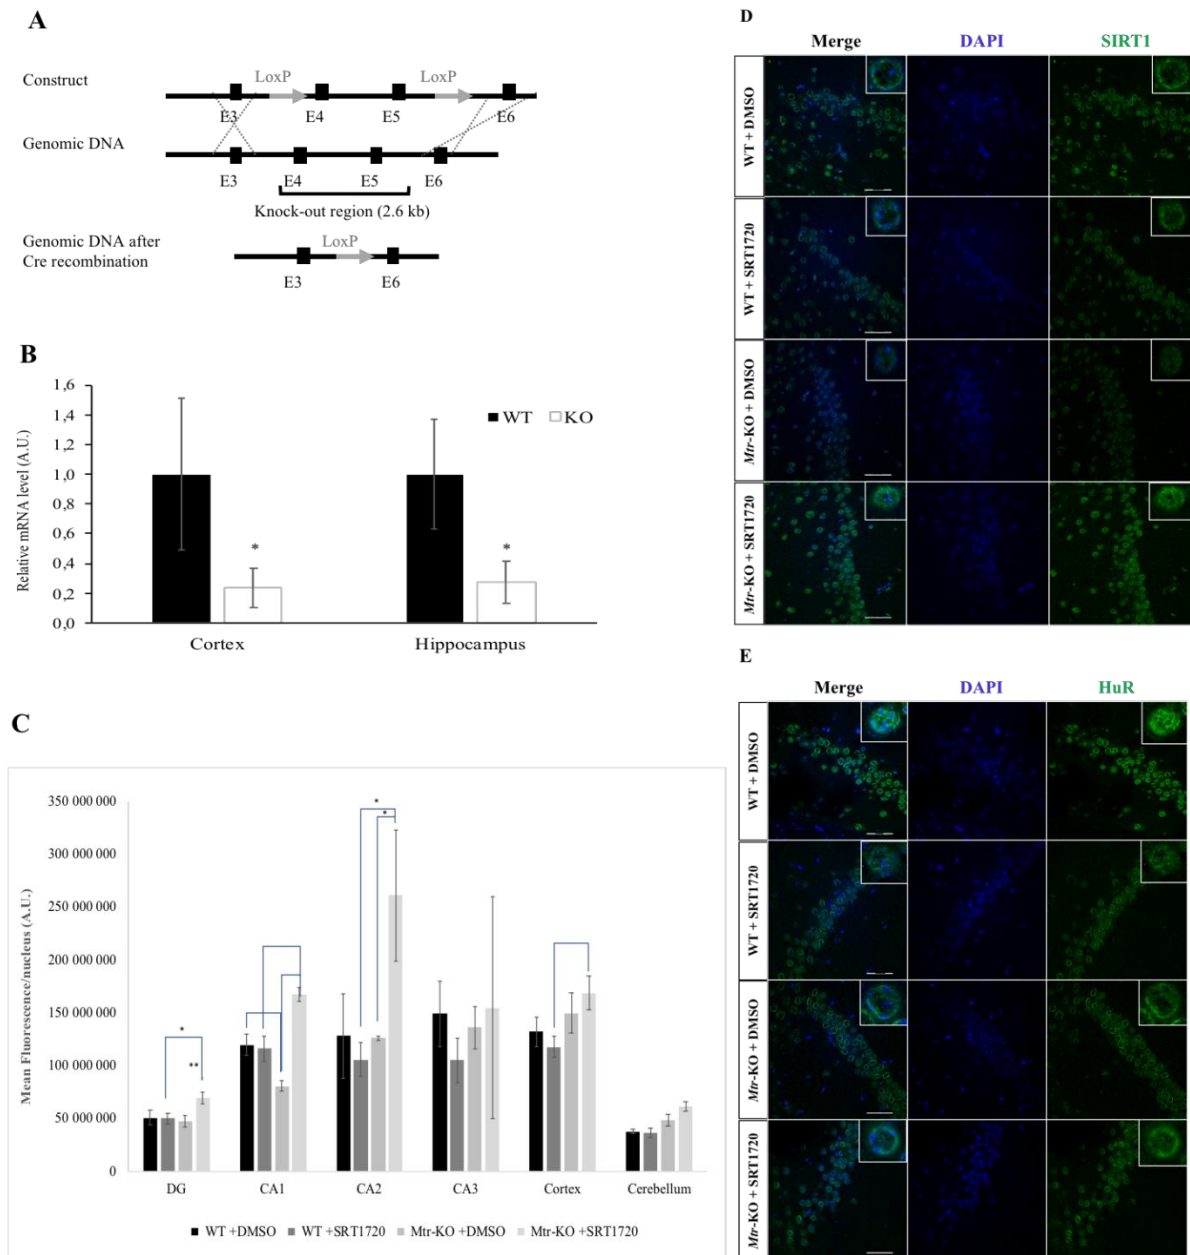 A
Construct
LoxP
LoxP
E3
E4
E5
E6
Genomic DNA
E3
E4
E5
E6
Knock-out region (2.6 kb)
Genomic DNA after
Cre recombination
LoxP
E3
E6
B
Relative mRNA level (A.U.)
1,6
1,4
1,2
1,0
0,8
0,6
0,4
0,2
0,0
WT
KO
*
*
Cortex
Hippocampus
C
Mean Fluorescence/nucleus (A.U.)
350 000 000
300 000 000
250 000 000
200 000 000
150 000 000
100 000 000
50 000 000
0
*
**
*
*
DG
CA1
CA2
CA3
Cortex
Cerebellum
WT +DMSO
WT +SRT1720
Mtr-KO +DMSO
Mtr-KO +SRT1720
D
Merge
DAPI
SIRT1
WT + DMSO
WT + SRT1720
Mtr-KO + DMSO
Mtr-KO + SRT1720
E
Merge
DAPI
HuR
WT + DMSO
WT + SRT1720
Mtr-KO + DMSO
Mtr-KO + SRT1720